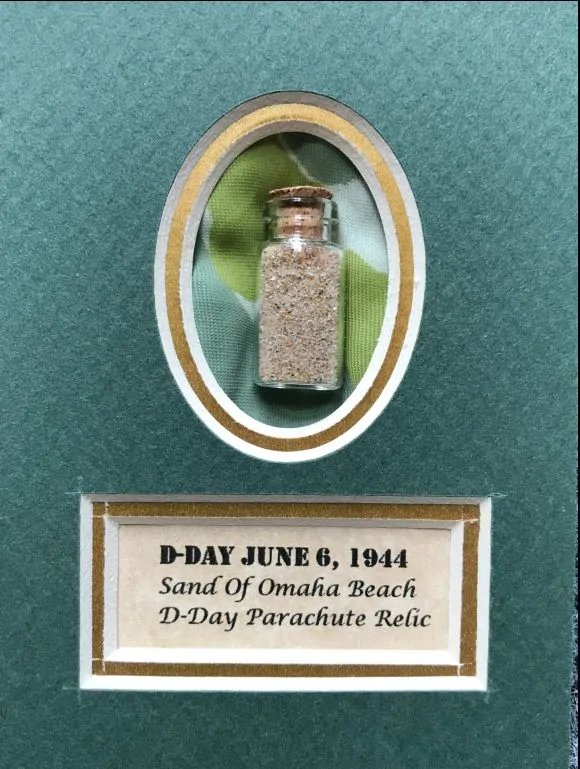 D-DAY JUNE 6, 1944
Sand Of Omaha Beach
D-Day Parachute Relic